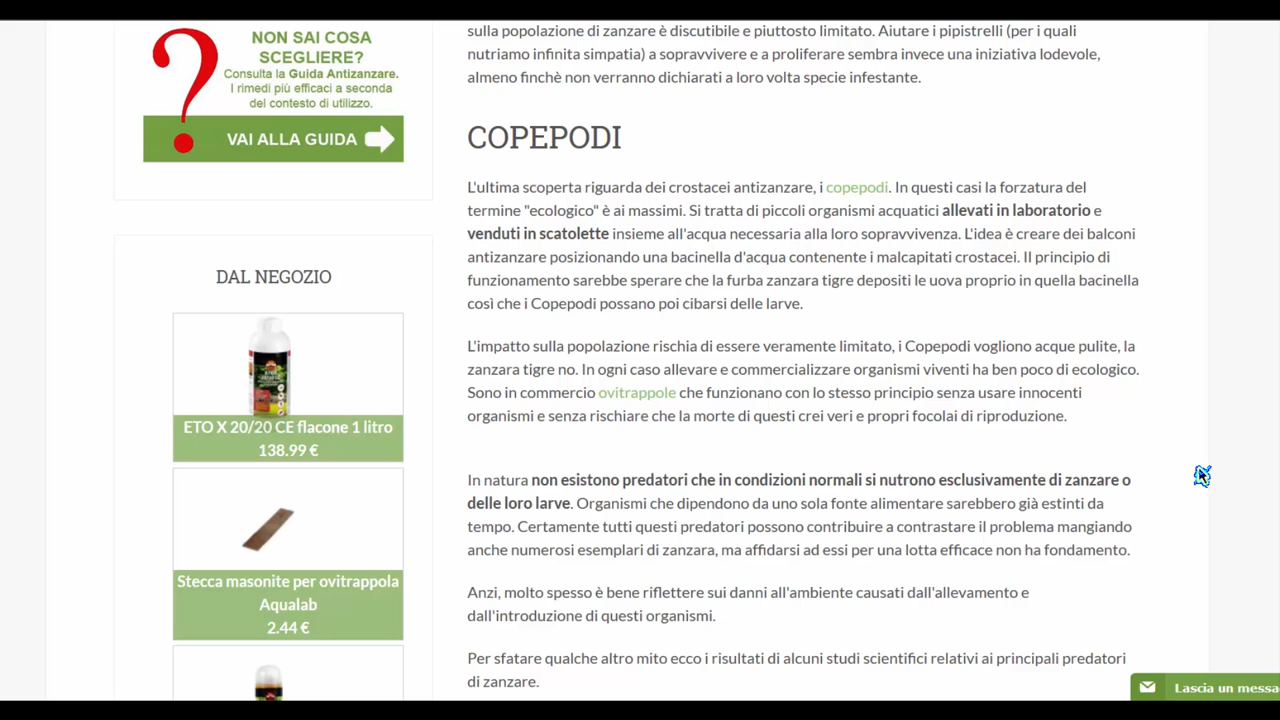 NON SAI COSA
SCEGLIERE?
Consulta la Guida Antizanzare.
I rimedi più efficaci a seconda
del contesto di utilizzo.
VAI ALLA GUIDA
DAL NEGOZIO
ETO X 20/20 CE flacone 1 litro
138.99 €
Stecca masonite per ovitrappola
Aqualab
2.44 €
sulla popolazione di zanzare è discutibile e piuttosto limitato. Aiutare i pipistrelli (per i quali
nutriamo infinita simpatia) a sopravvivere e a proliferare sembra invece una iniziativa lodevole,
almeno finchè non verranno dichiarati a loro volta specie infestante.
COPEPODI
L'ultima scoperta riguarda dei crostacei antizanzare, i copepodi. In questi casi la forzatura del
termine "ecologico" è ai massimi. Si tratta di piccoli organismi acquatici allevati in laboratorio e
venduti in scatolette insieme all'acqua necessaria alla loro sopravvivenza. L'idea è creare dei balconi
antizanzare posizionando una bacinella d'acqua contenente i malcapitati crostacei. Il principio di
funzionamento sarebbe sperare che la furba zanzara tigre depositi le uova proprio in quella bacinella
così che i Copepodi possano poi cibarsi delle larve.
L'impatto sulla popolazione rischia di essere veramente limitato, i Copepodi vogliono acque pulite, la
zanzara tigre no. In ogni caso allevare e commercializzare organismi viventi ha ben poco di ecologico.
Sono in commercio ovitrappole che funzionano con lo stesso principio senza usare innocenti
organismi e senza rischiare che la morte di questi crei veri e propri focolai di riproduzione.
In natura non esistono predatori che in condizioni normali si nutrono esclusivamente di zanzare o
delle loro larve. Organismi che dipendono da uno sola fonte alimentare sarebbero già estinti da
tempo. Certamente tutti questi predatori possono contribuire a contrastare il problema mangiando
anche numerosi esemplari di zanzara, ma affidarsi ad essi per una lotta efficace non ha fondamento.
Anzi, molto spesso è bene riflettere sui danni all'ambiente causati dall'allevamento e
dall'introduzione di questi organismi.
Per sfatare qualche altro mito ecco i risultati di alcuni studi scientifici relativi ai principali predatori
di zanzare.
Lascia un messa